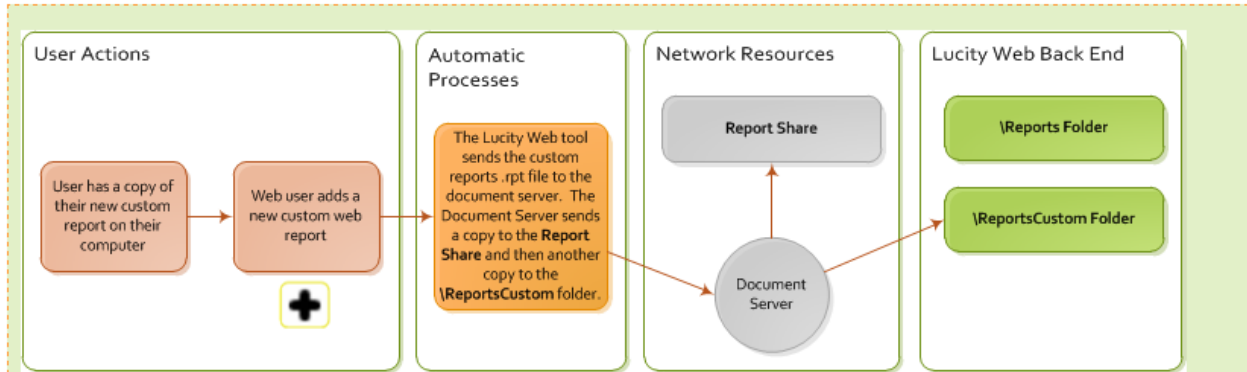 User Actions
User has a copy of
their new custom
report on their
computer
Web user adds a
new custom web
report
Automatic
Processes
The Lucity Web tool
sends the custom
reports .rpt file to the
document server.  The
Document Server sends
a copy to the Report
Share and then another
copy to the
\ReportsCustom folder.
Network Resources
Report Share
Document
Server
Lucity Web Back End
\Reports Folder
\ReportsCustom Folder